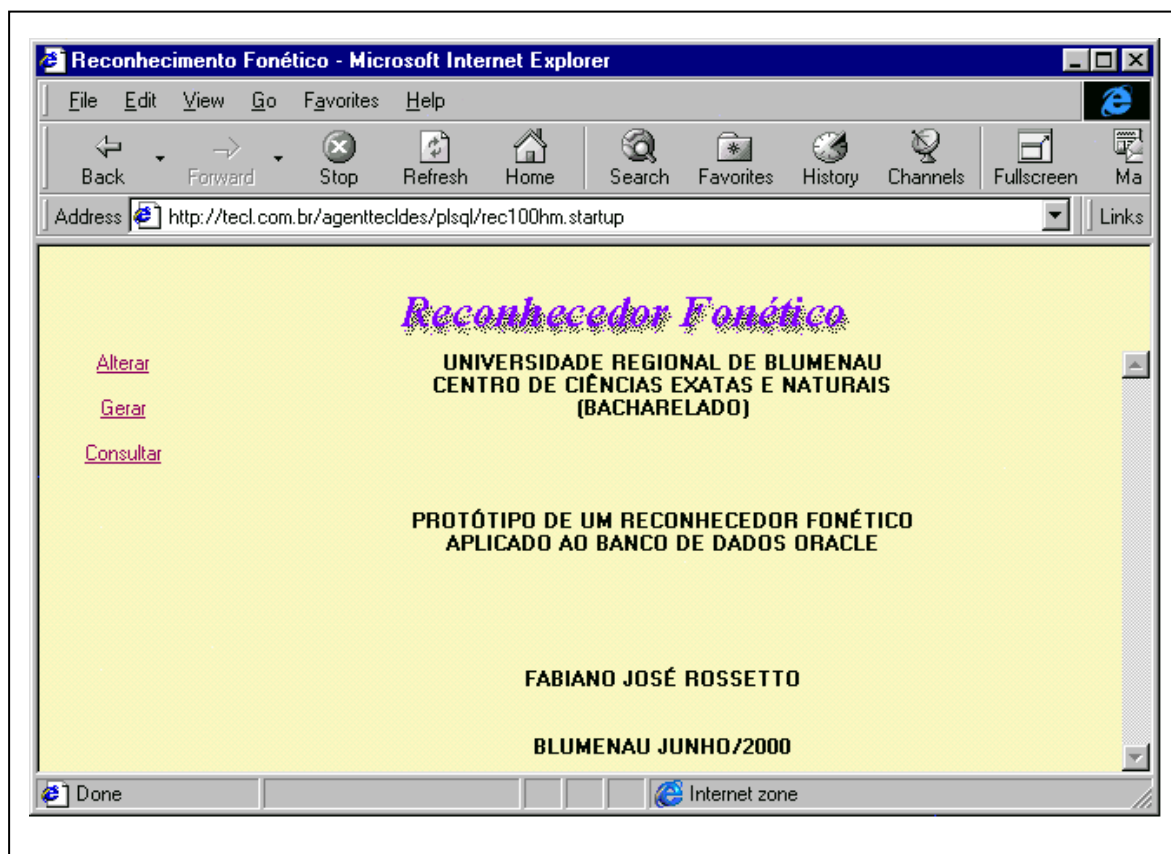 Reconhecimento Fonético - Microsoft Internet Explorer
File Edit View Go Favorites Help
Back Forward Stop Refresh Home Search Favorites History Channels Fullscreen Ma
Address http://tecl.com.br/agenttecldes/plsql/rec100hm.startup Links
Reconhecedor Fonético
Alterar
Gerar
Consultar
UNIVERSIDADE REGIONAL DE BLUMENAU
CENTRO DE CIÊNCIAS EXATAS E NATURAIS
(BACHARELADO)
PROTÓTIPO DE UM RECONHECEDOR FONÉTICO
APLICADO AO BANCO DE DADOS ORACLE
FABIANO JOSÉ ROSSETTO
BLUMENAU JUNHO/2000
Done Internet zone